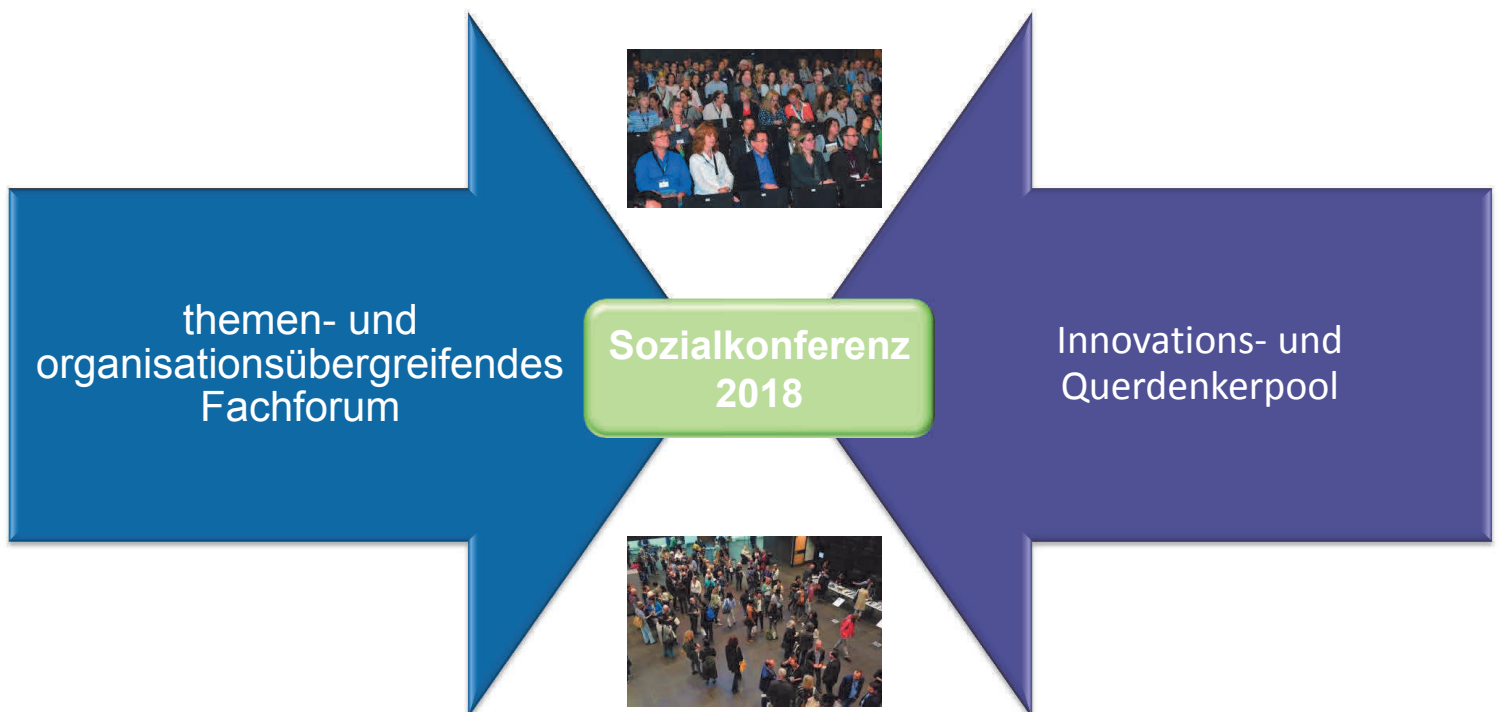 themen- und
organisationsübergreifendes
Fachforum
Sozialkonferenz
2018
Innovations- und
Querdenkerpool